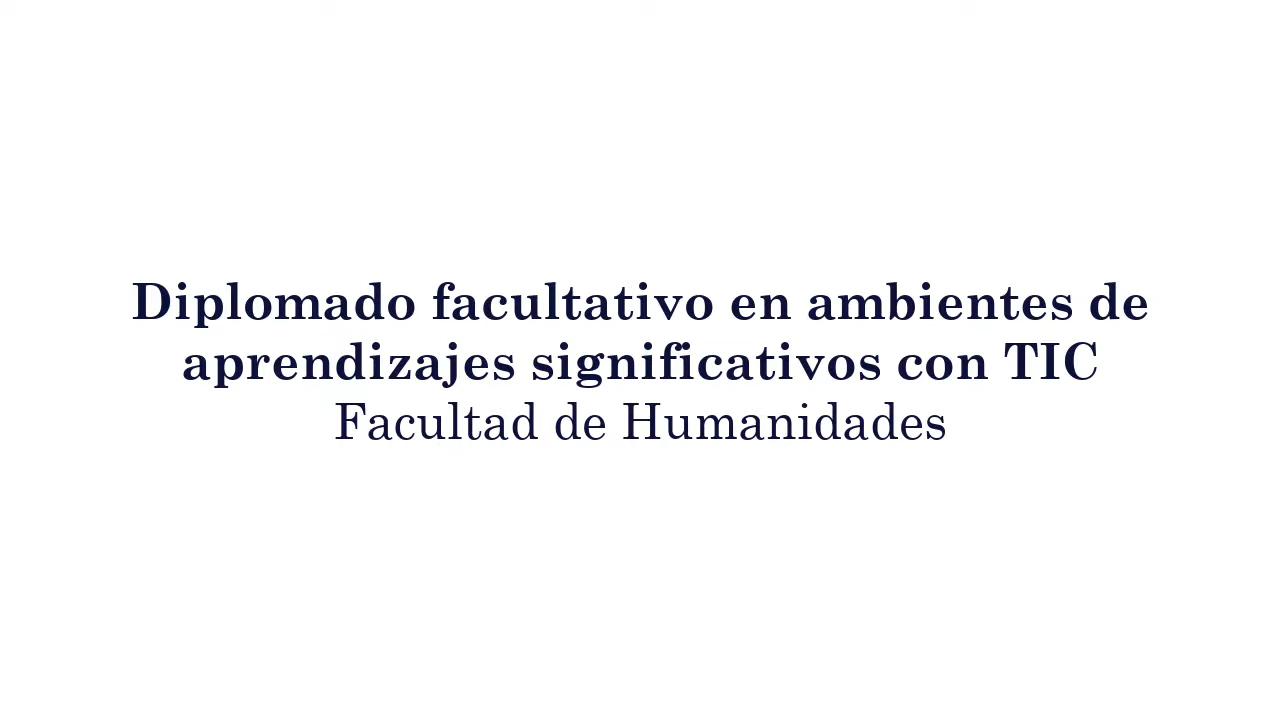 Diplomado facultativo en ambientes de
aprendizajes significativos con TIC
Facultad de Humanidades